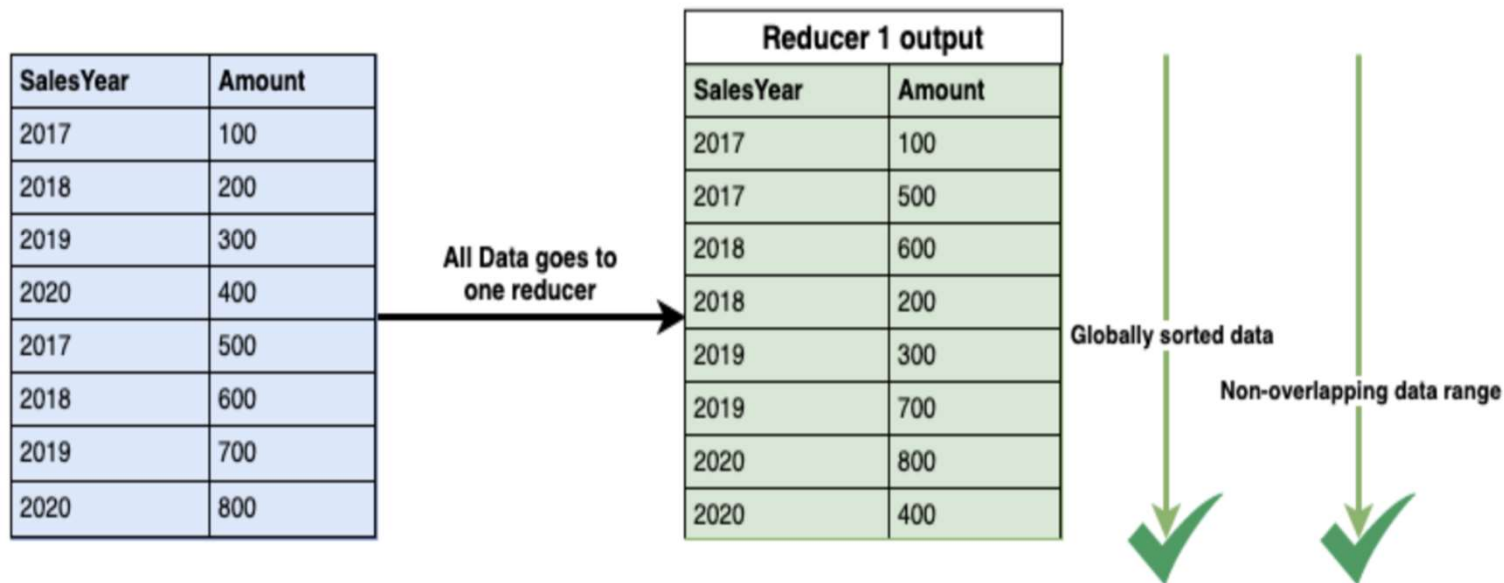 SalesYear Amount
2017 100
2018 200
2019 300
2020 400
2017 500
2018 600
2019 700
2020 800
All Data goes to
one reducer
Reducer 1 output
SalesYear Amount
2017 100
2017 500
2018 600
2018 200
2019 300
2019 700
2020 800
2020 400
Globally sorted data
Non-overlapping data range